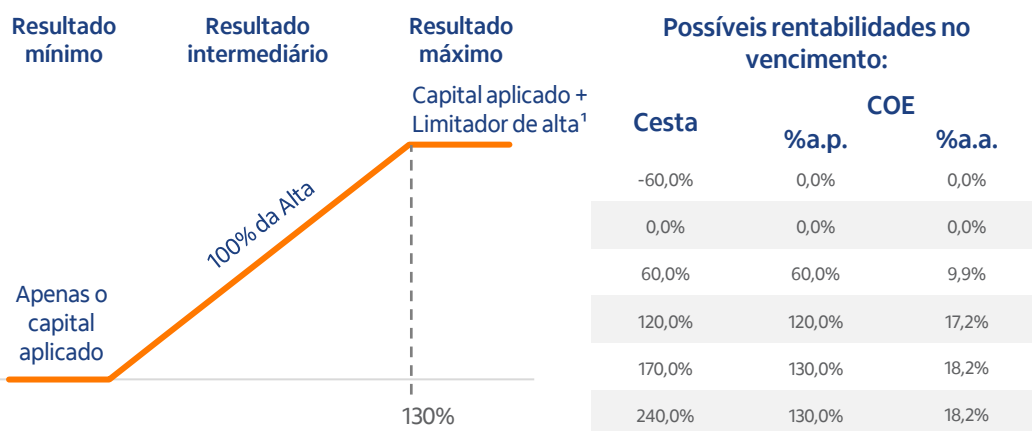 Resultado
mínimo
Resultado
intermediário
Resultado
máximo
Capital aplicado +
Limitador de alta¹
100% da Alta
Apenas o
capital
aplicado
130%
Possíveis rentabilidades no
vencimento:
Cesta COE
%a.p. %a.a.
-60,0% 0,0% 0,0%
0,0% 0,0% 0,0%
60,0% 60,0% 9,9%
120,0% 120,0% 17,2%
170,0% 130,0% 18,2%
240,0% 130,0% 18,2%